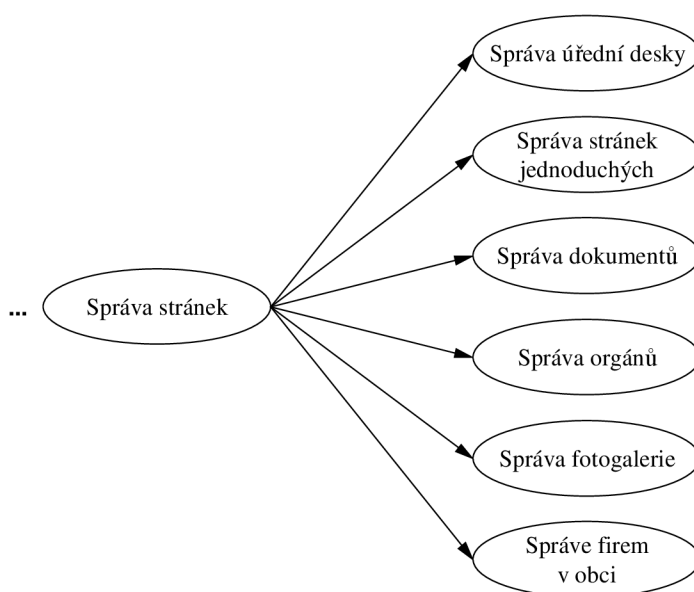 Správa úřední desky
Správa stránek
jednoduchých
Správa dokumentů
... Správa stránek
Správa orgánů
Správa fotogalerie
Správe firem
v obci